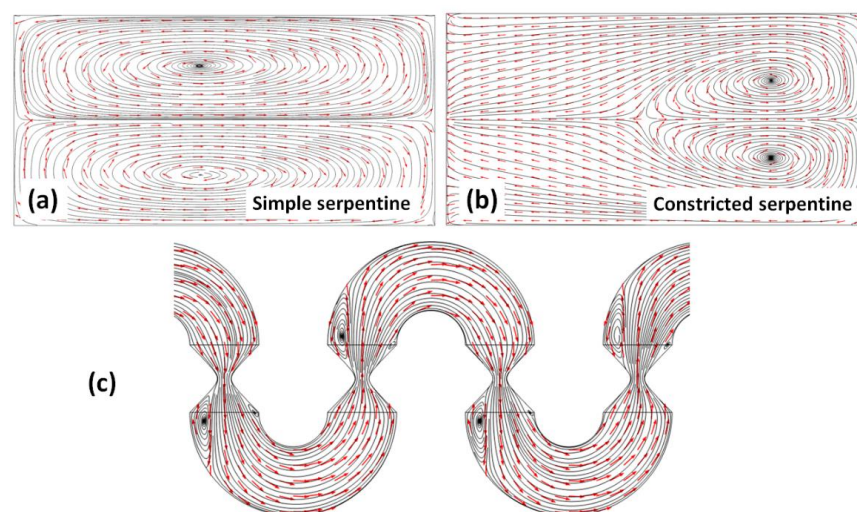 (a)
Simple serpentine
(b)
Constricted serpentine
(c)